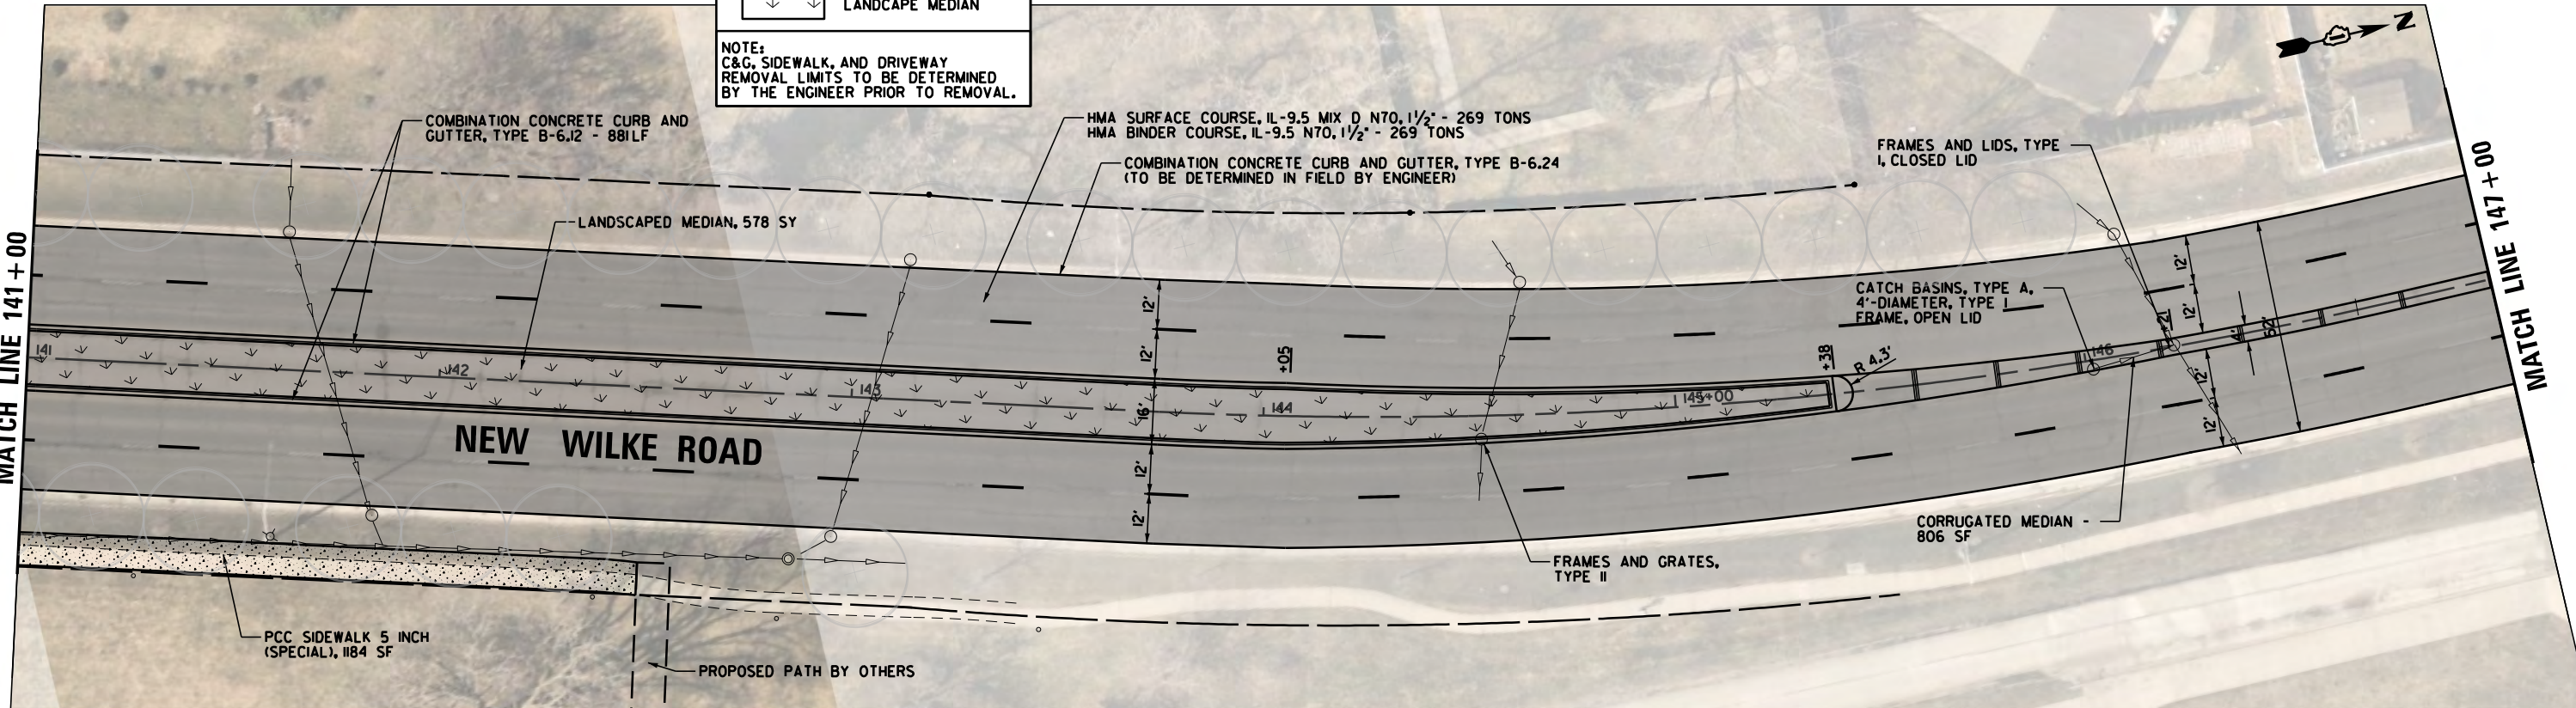 LANDCAPE MEDIAN
NOTE:
C&G, SIDEWALK, AND DRIVEWAY
REMOVAL LIMITS TO BE DETERMINED
BY THE ENGINEER PRIOR TO REMOVAL.
N
COMBINATION CONCRETE CURB AND
GUTTER, TYPE B-6.12 - 881LF
HMA SURFACE COURSE, IL-9.5 MIX D N70, 1½" - 269 TONS
HMA BINDER COURSE, IL-9.5 N70, 1½" - 269 TONS
COMBINATION CONCRETE CURB AND GUTTER, TYPE B-6.24
(TO BE DETERMINED IN FIELD BY ENGINEER)
FRAMES AND LIDS, TYPE
1, CLOSED LID
LANDSCAPED MEDIAN, 578 SY
CATCH BASINS, TYPE A,
4'-DIAMETER, TYPE 1
FRAME, OPEN LID
MATCH LINE 141+00
MATCH LINE 147+00
141
142
143
144
145+00
146
+05
+38
R 4.3'
+21
12'
12'
16'
12'
12'
12'
12'
4'
52'
12'
12'
NEW WILKE ROAD
CORRUGATED MEDIAN -
806 SF
FRAMES AND GRATES,
TYPE 11
PCC SIDEWALK 5 INCH
(SPECIAL), 1184 SF
PROPOSED PATH BY OTHERS